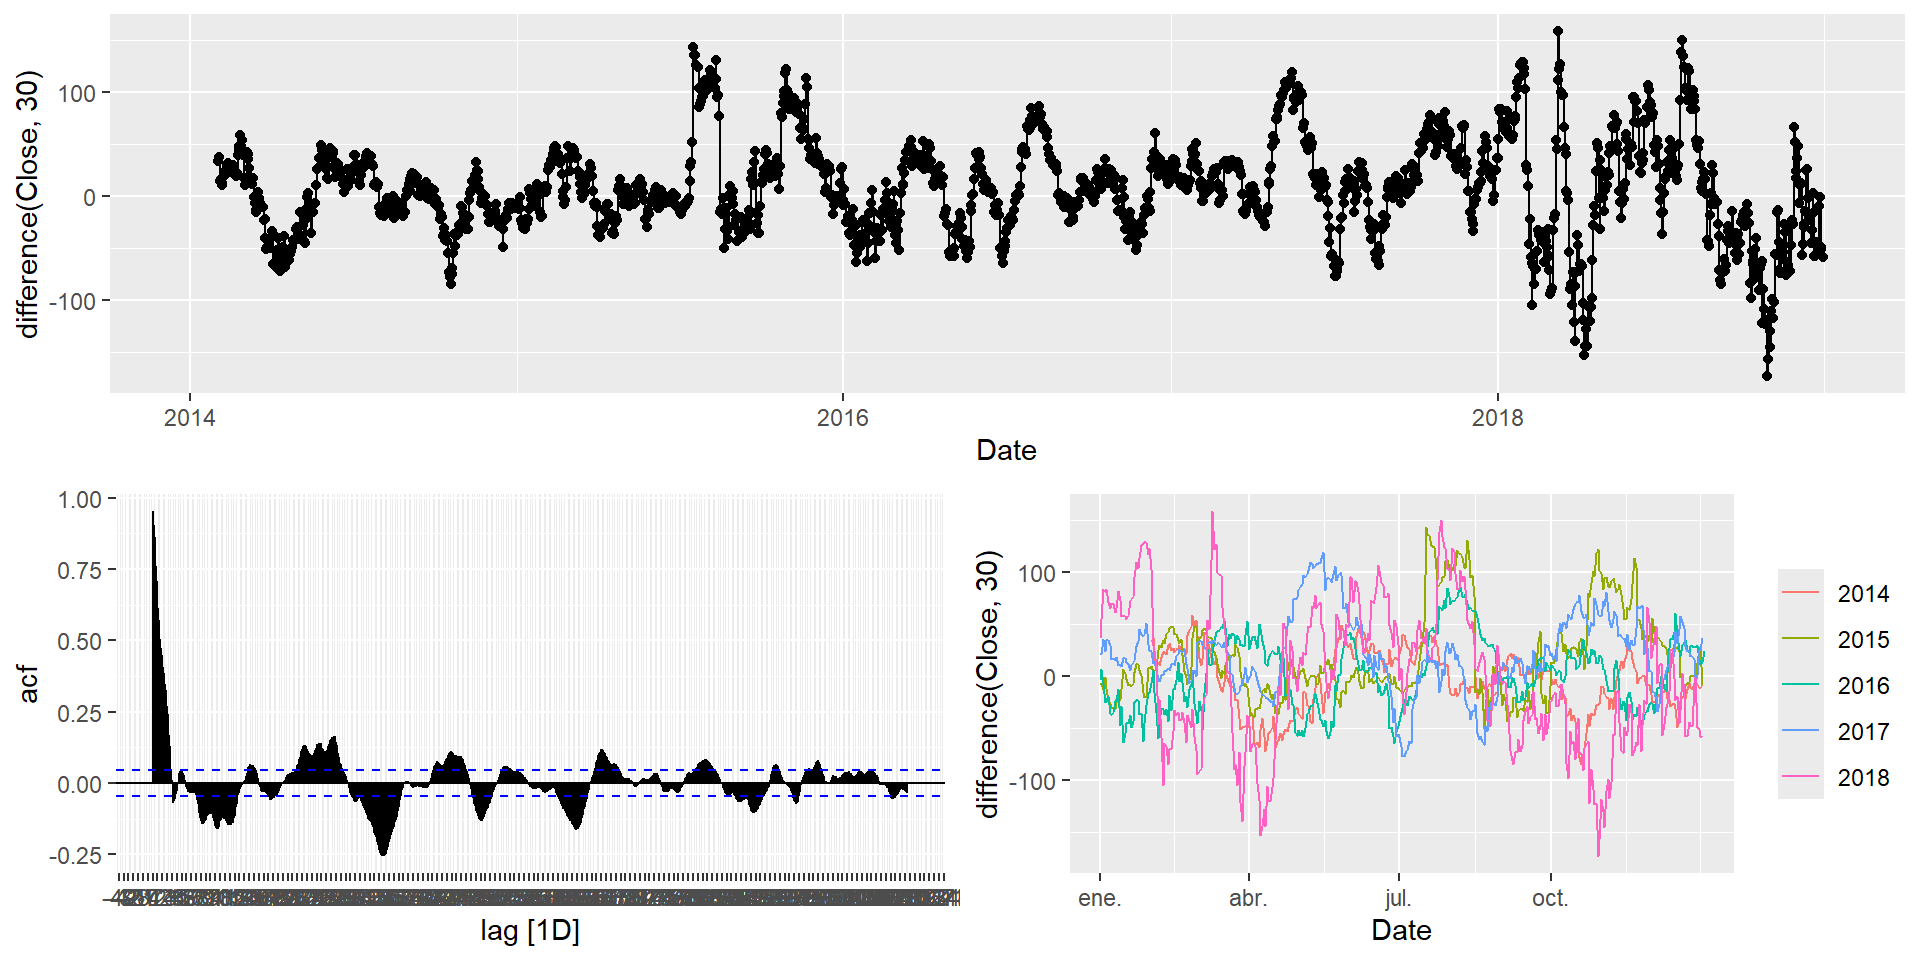 difference(Close, 30)
100
0
-100
2014
2016
2018
Date
acf
1.00
0.75
0.50
0.25
0.00
-0.25
lag [1D]
difference(Close, 30)
100
0
-100
ene.
abr.
jul.
oct.
Date
2014
2015
2016
2017
2018